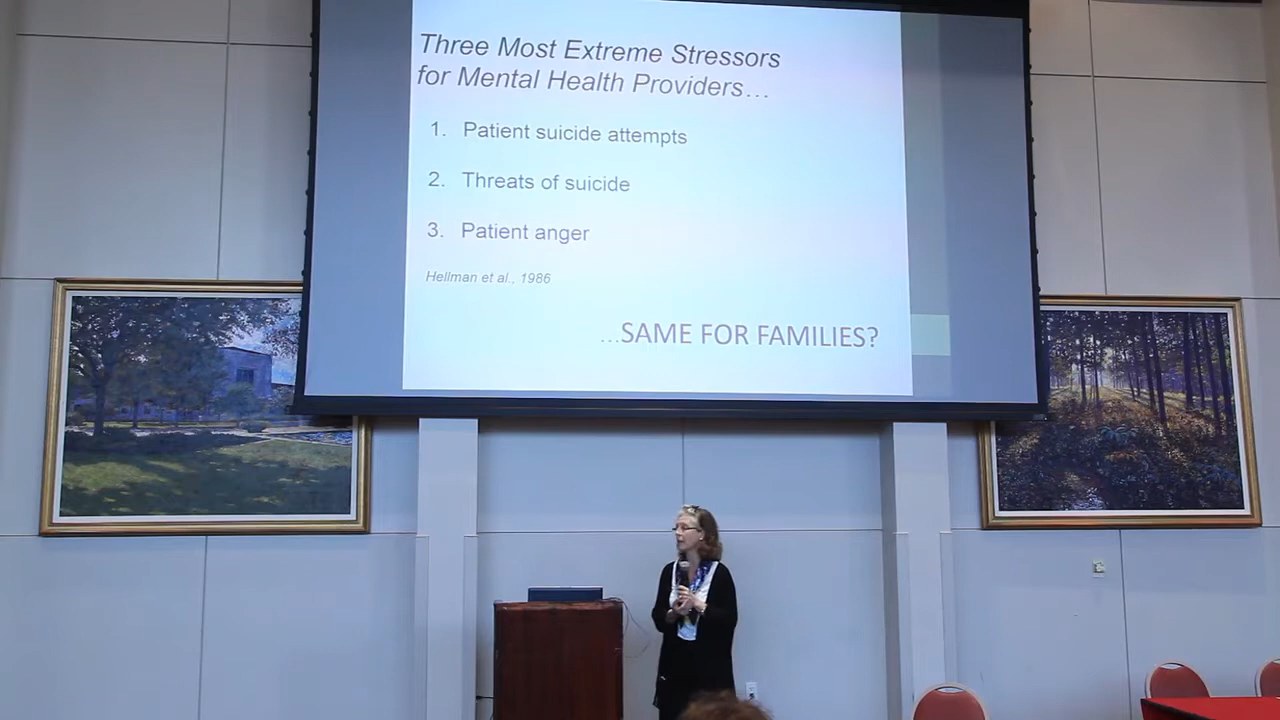 Three Most Extreme Stressors
for Mental Health Providers…
1. Patient suicide attempts
2. Threats of suicide
3. Patient anger
Hellman et al., 1986
…SAME FOR FAMILIES?